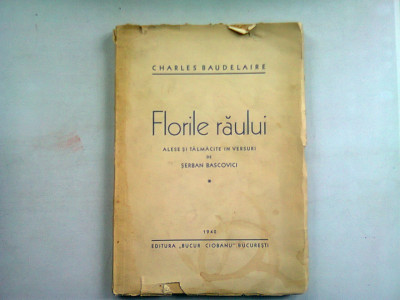 CHARLES BAUDELAIRE
Florile răului
ALESE ȘI TĂLMĂCITE ÎN VERSURI
DE
ȘERBAN BASCOVICI
1940
EDITURA „BUCUR CIOBANU" BUCUREȘTI